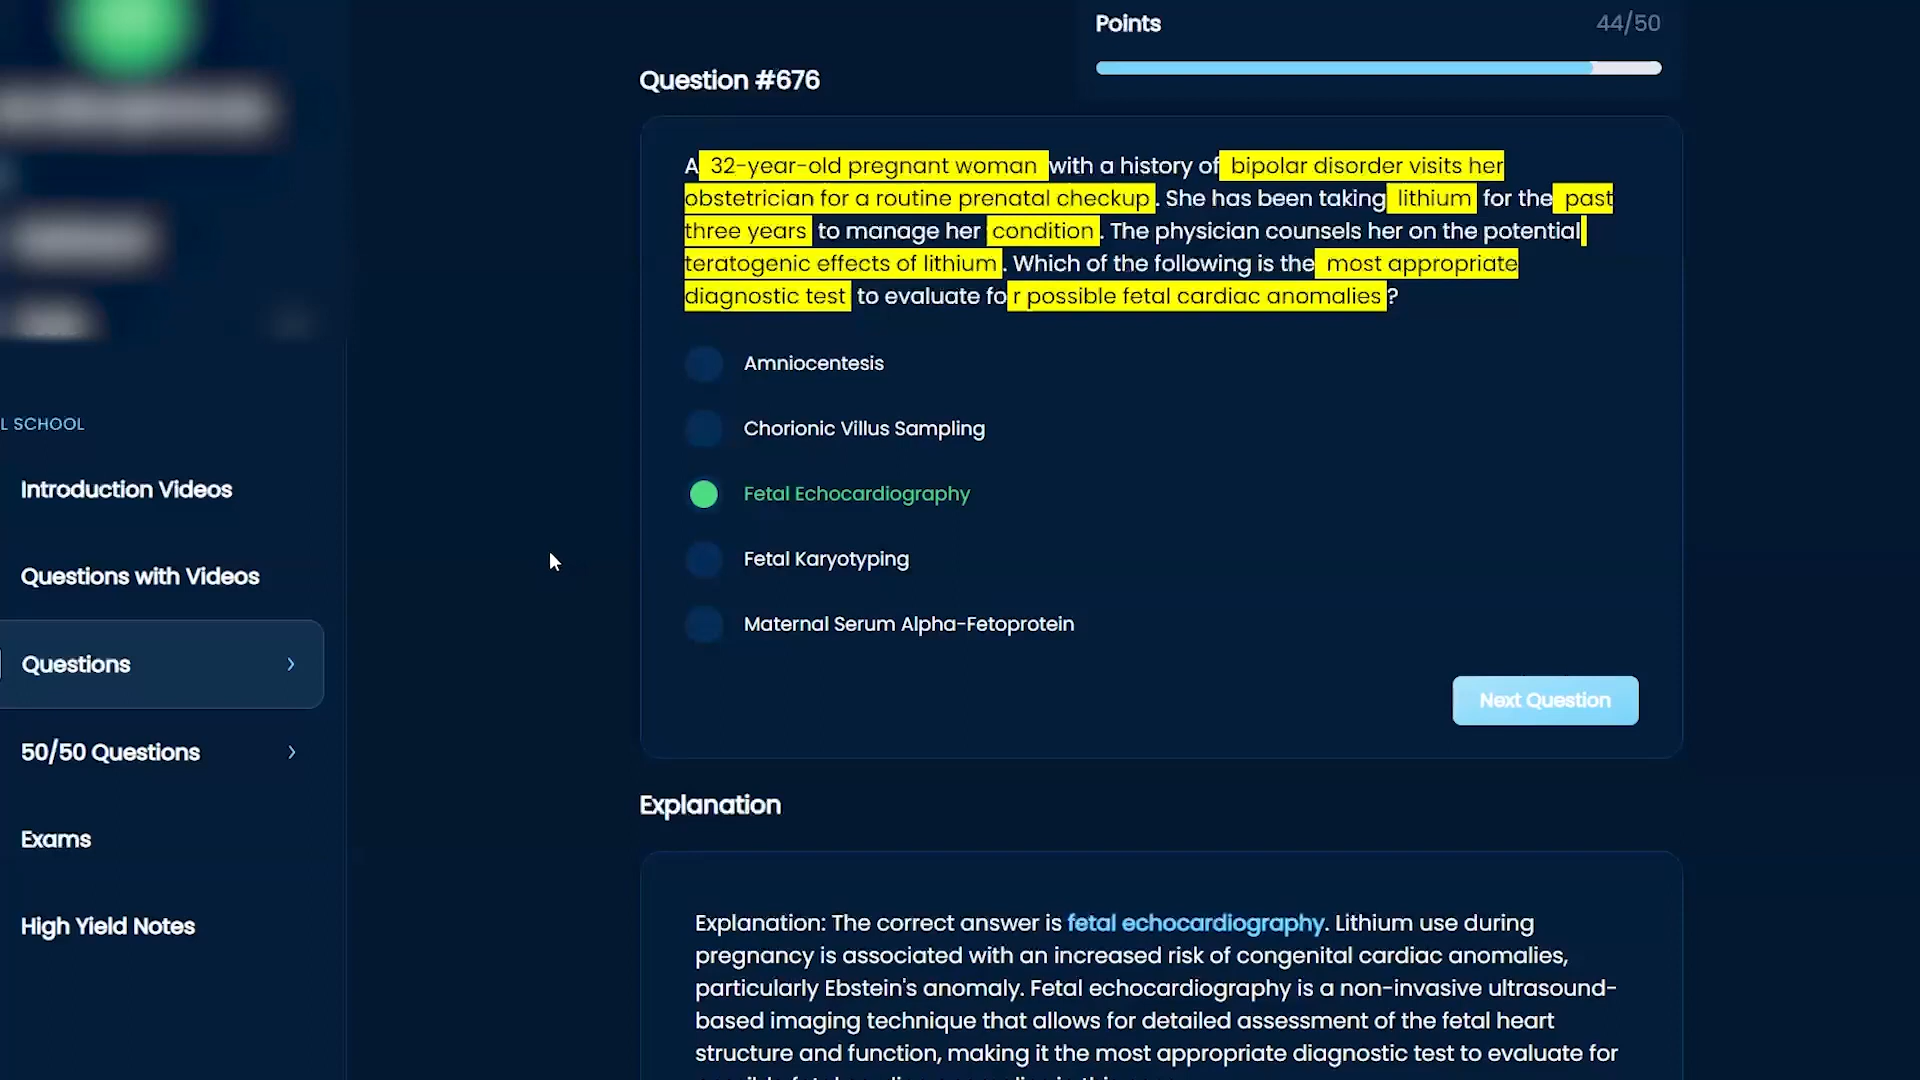 Points
44/50
Question #676
A 32-year-old pregnant woman with a history of bipolar disorder visits her
obstetrician for a routine prenatal checkup. She has been taking lithium for the past
three years to manage her condition. The physician counsels her on the potential
teratogenic effects of lithium. Which of the following is the most appropriate
diagnostic test to evaluate for possible fetal cardiac anomalies?
Amniocentesis
Chorionic Villus Sampling
Fetal Echocardiography
Fetal Karyotyping
Maternal Serum Alpha-Fetoprotein
Next Question
L SCHOOL
Introduction Videos
Questions with Videos
Questions
50/50 Questions
Exams
High Yield Notes
Explanation
Explanation: The correct answer is fetal echocardiography. Lithium use during
pregnancy is associated with an increased risk of congenital cardiac anomalies,
particularly Ebstein's anomaly. Fetal echocardiography is a non-invasive ultrasound-
based imaging technique that allows for detailed assessment of the fetal heart
structure and function, making it the most appropriate diagnostic test to evaluate for